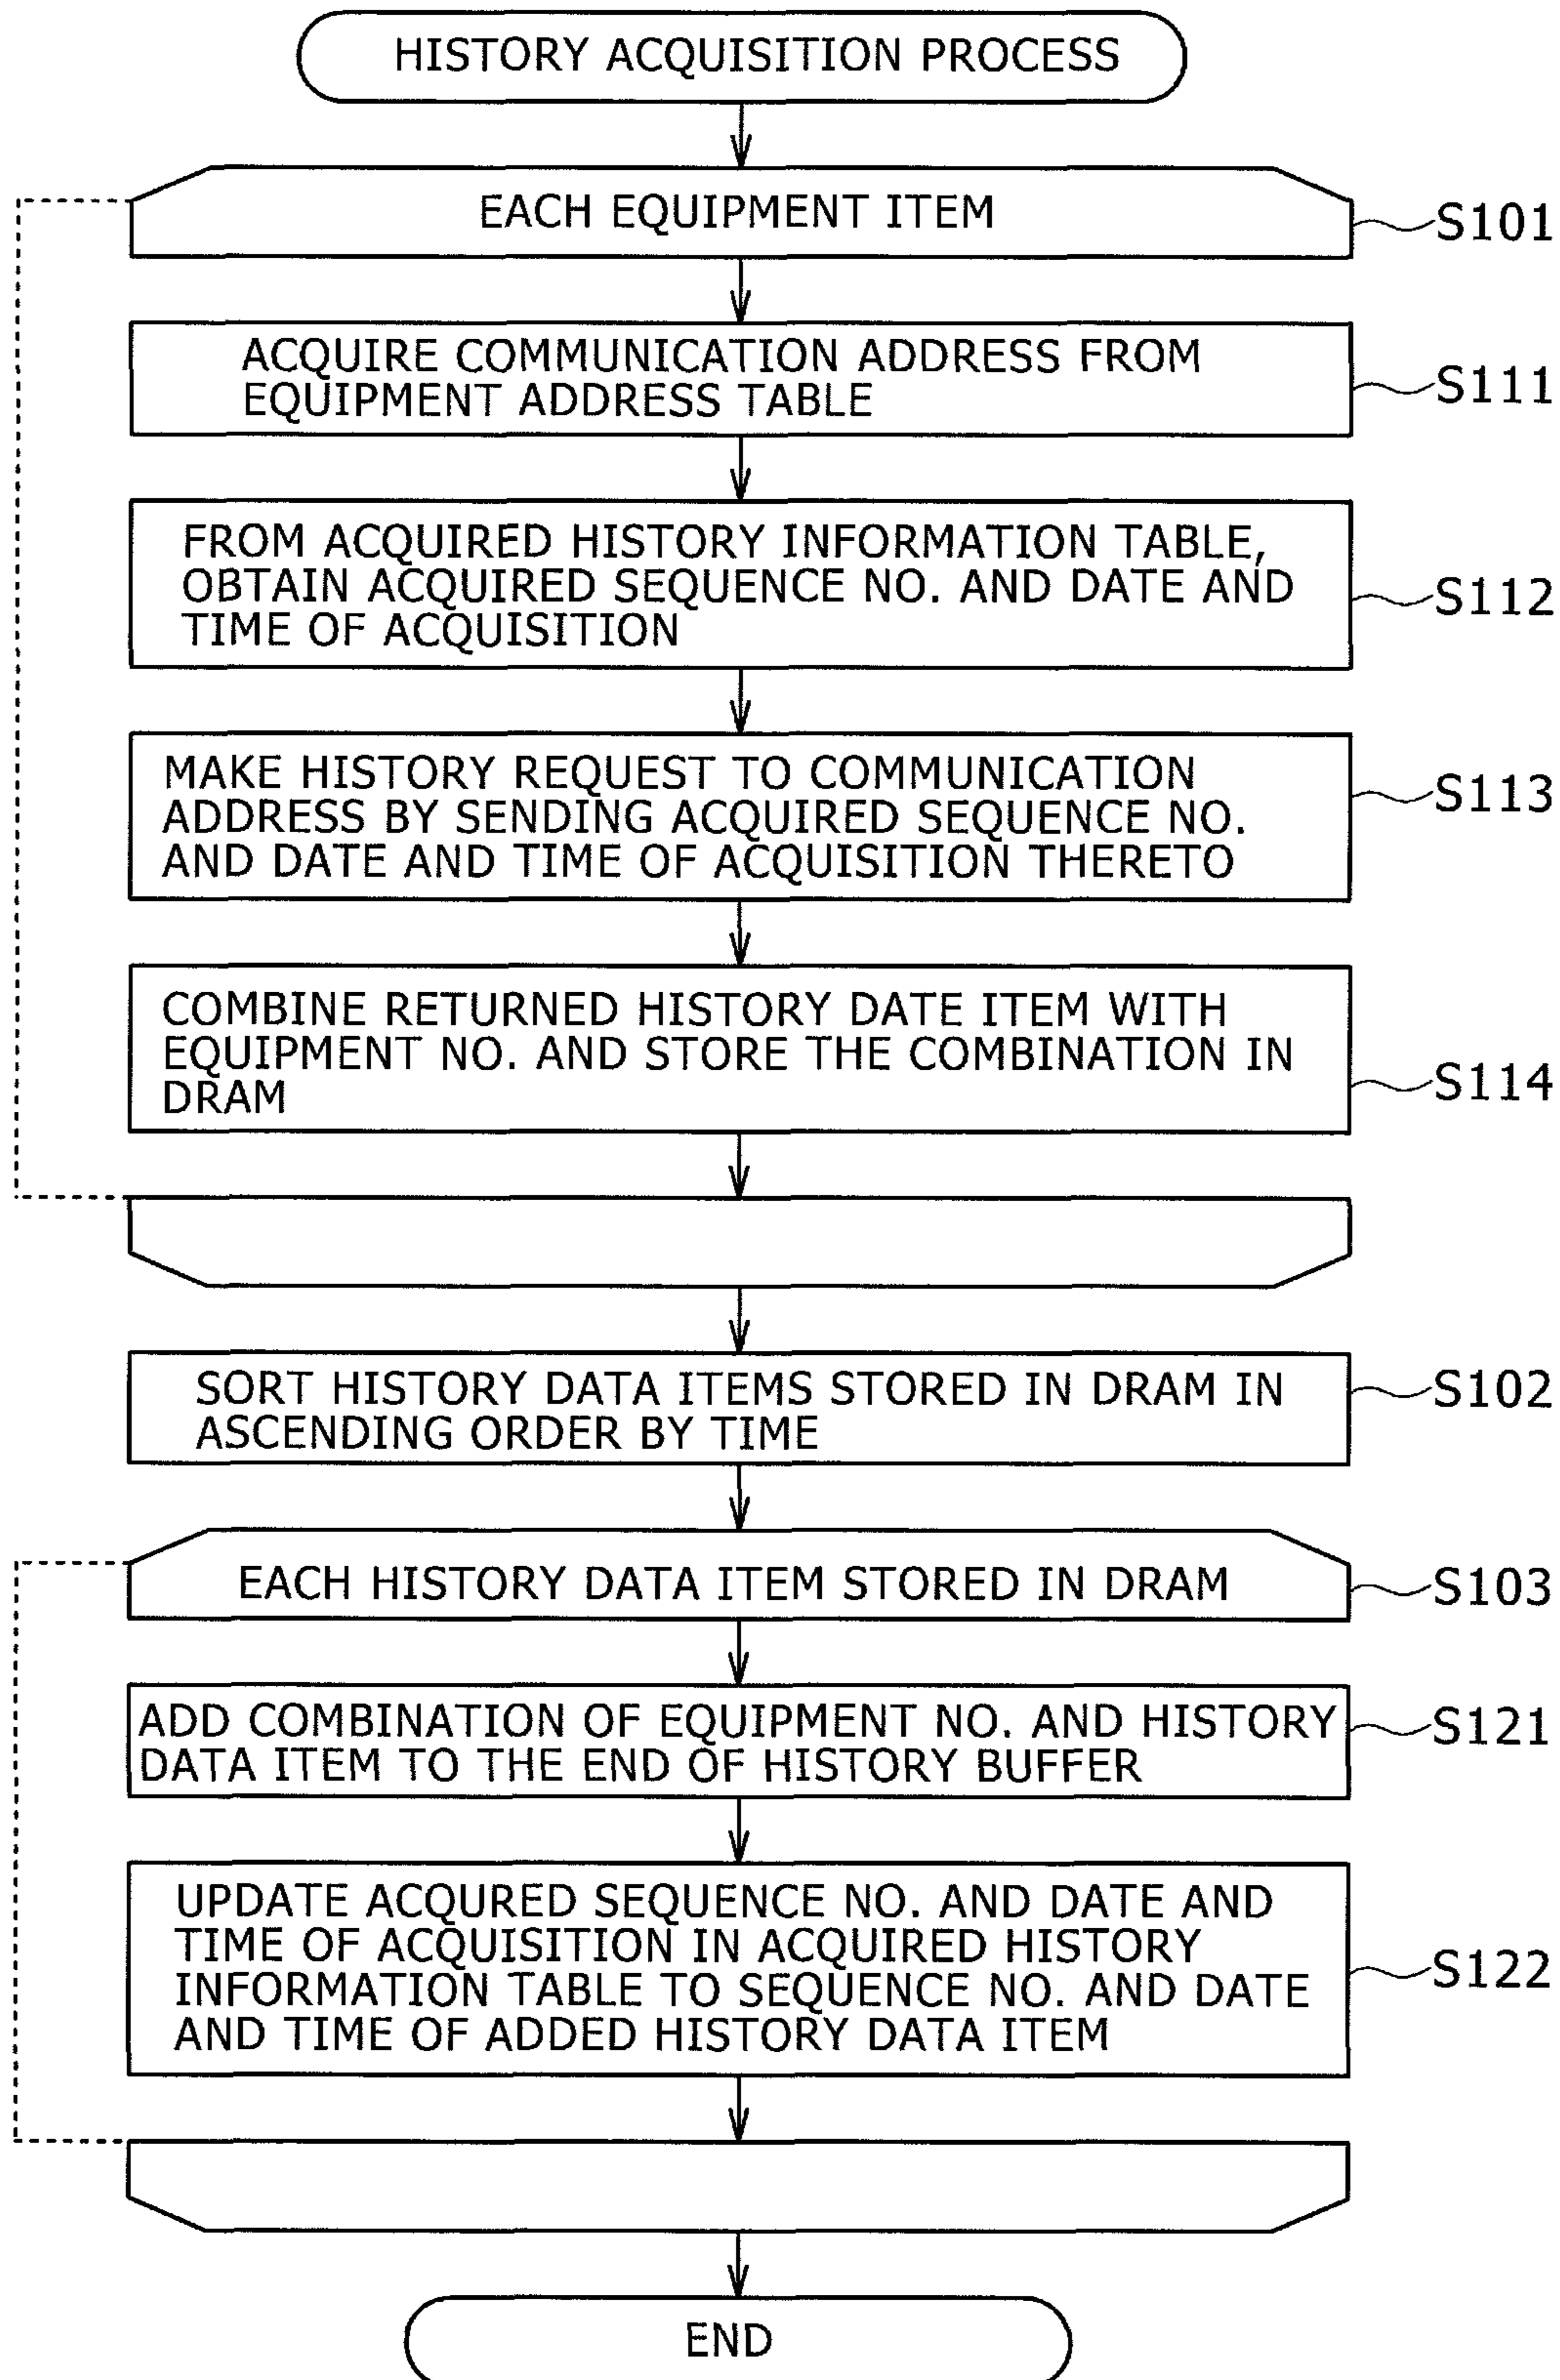 HISTORY ACQUISITION PROCESS
EACH EQUIPMENT ITEM
S101
ACQUIRE COMMUNICATION ADDRESS FROM
EQUIPMENT ADDRESS TABLE
S111
FROM ACQUIRED HISTORY INFORMATION TABLE,
OBTAIN ACQUIRED SEQUENCE NO. AND DATE AND
TIME OF ACQUISITION
S112
MAKE HISTORY REQUEST TO COMMUNICATION
ADDRESS BY SENDING ACQUIRED SEQUENCE NO.
AND DATE AND TIME OF ACQUISITION THERETO
S113
COMBINE RETURNED HISTORY DATE ITEM WITH
EQUIPMENT NO. AND STORE THE COMBINATION IN
DRAM
S114
SORT HISTORY DATA ITEMS STORED IN DRAM IN
ASCENDING ORDER BY TIME
S102
EACH HISTORY DATA ITEM STORED IN DRAM
S103
ADD COMBINATION OF EQUIPMENT NO. AND HISTORY
DATA ITEM TO THE END OF HISTORY BUFFER
S121
UPDATE ACQURED SEQUENCE NO. AND DATE AND
TIME OF ACQUISITION IN ACQUIRED HISTORY
INFORMATION TABLE TO SEQUENCE NO. AND DATE
AND TIME OF ADDED HISTORY DATA ITEM
S122
END